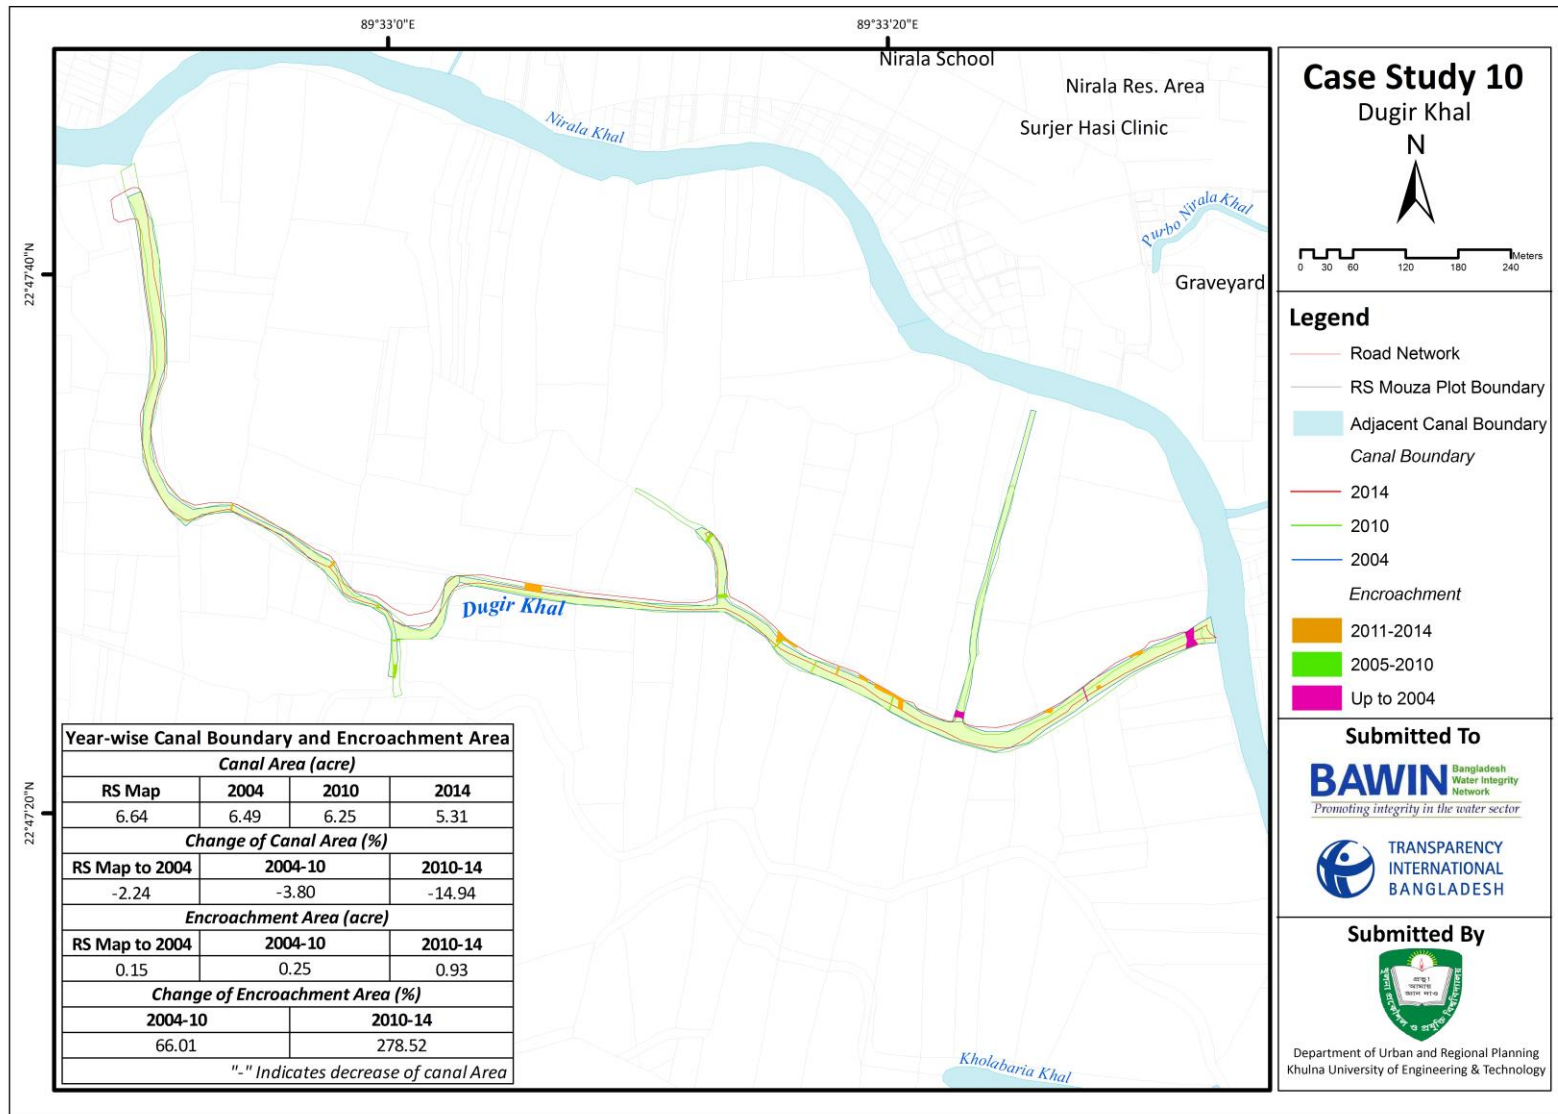 89°33'0"E
89°33'20"E
22°47'40"N
22°47'20"N
Nirala School
Nirala Res. Area
Surjer Hasi Clinic
Nirala Khal
Purbo Nirala Khal
Graveyard
Dugir Khal
Kholabaria Khal
Year-wise Canal Boundary and Encroachment Area
Canal Area (acre)
RS Map 2004 2010 2014
6.64 6.49 6.25 5.31
Change of Canal Area (%)
RS Map to 2004 2004-10 2010-14
-2.24 -3.80 -14.94
Encroachment Area (acre)
RS Map to 2004 2004-10 2010-14
0.15 0.25 0.93
Change of Encroachment Area (%)
2004-10 2010-14
66.01 278.52
"-" Indicates decrease of canal Area
Case Study 10
Dugir Khal
N
Meters
0 30 60 120 180 240
Legend
Road Network
RS Mouza Plot Boundary
Adjacent Canal Boundary
Canal Boundary
2014
2010
2004
Encroachment
2011-2014
2005-2010
Up to 2004
Submitted To
BAWIN
Bangladesh
Water Integrity
Network
Promoting integrity in the water sector
TRANSPARENCY
INTERNATIONAL
BANGLADESH
Submitted By
প্রভু!
আমায়
জ্ঞান দাও
খুলনা প্রকৌশল ও প্রযুক্তি বিশ্ববিদ্যালয়
Department of Urban and Regional Planning
Khulna University of Engineering & Technology